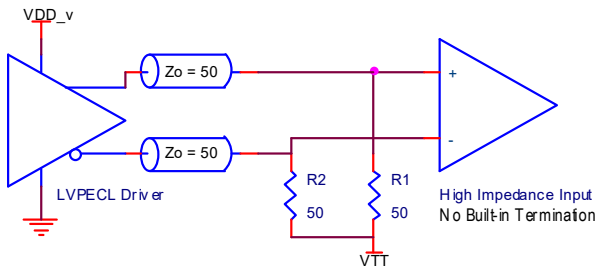 VDD_v
Zo = 50
+
Zo = 50
-
LVPECL Driver
R2
50
R1
50
High Impedance Input
No Built-in Termination
VTT